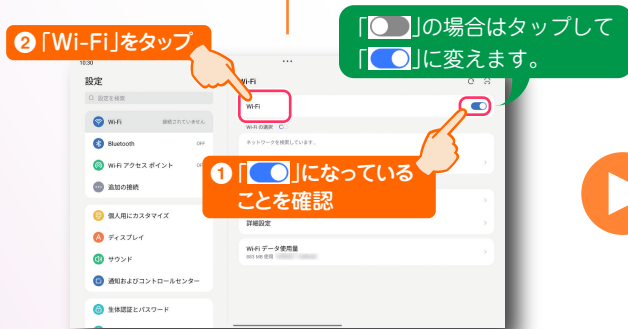 ❷「Wi-Fi」をタップ
「 」の場合はタップして
「 」に変えます。
10:30
設定
設定を検索
Wi-Fi
接続されていません
Bluetooth
OFF
Wi-Fi アクセス ポイント
追加の接続
個人用にカスタマイズ
ディスプレイ
サウンド
通知およびコントロールセンター
生体認証とパスワード
Wi-Fi
Wi-Fi
Wi-Fi の選択
ネットワークを検索しています...
❶「 」になっている
ことを確認
詳細設定
Wi-Fi データ使用量